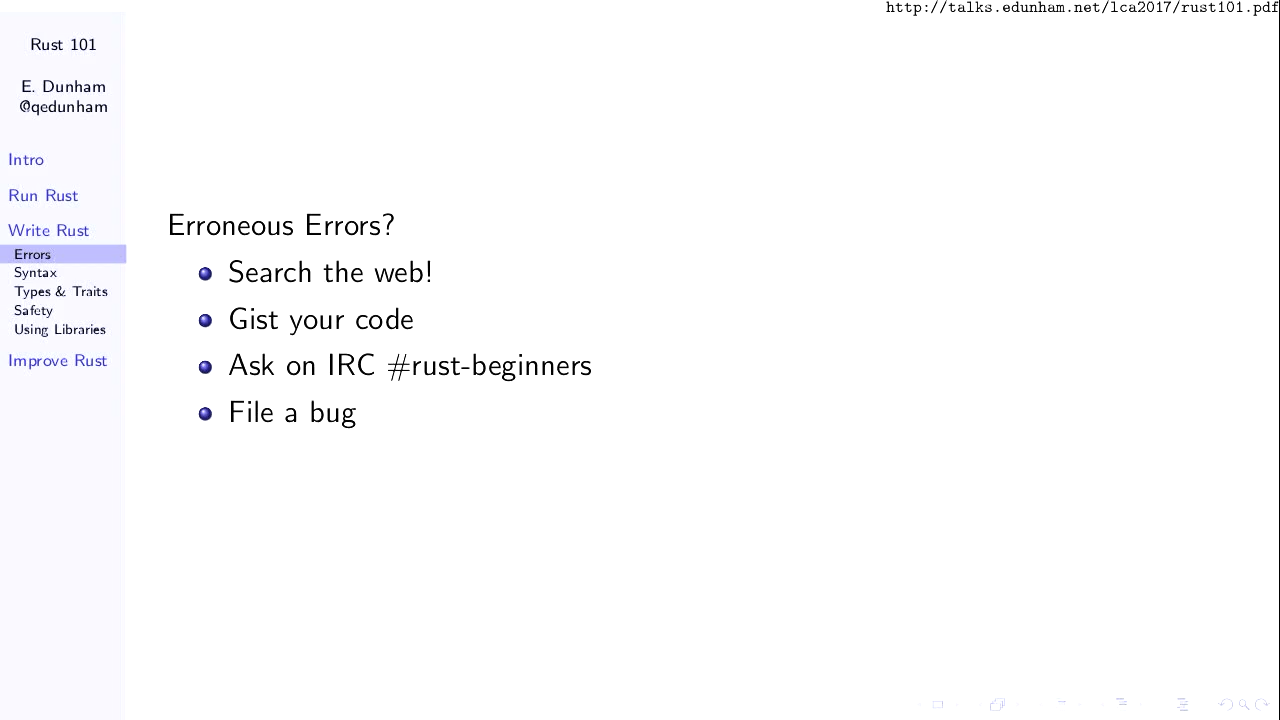 http://talks.edunham.net/lca2017/rust101.pdf
Rust 101
E. Dunham
@qedunham
Intro
Run Rust
Write Rust
Errors
Syntax
Types & Traits
Safety
Using Libraries
Improve Rust
Erroneous Errors?
Search the web!
Gist your code
Ask on IRC #rust-beginners
File a bug